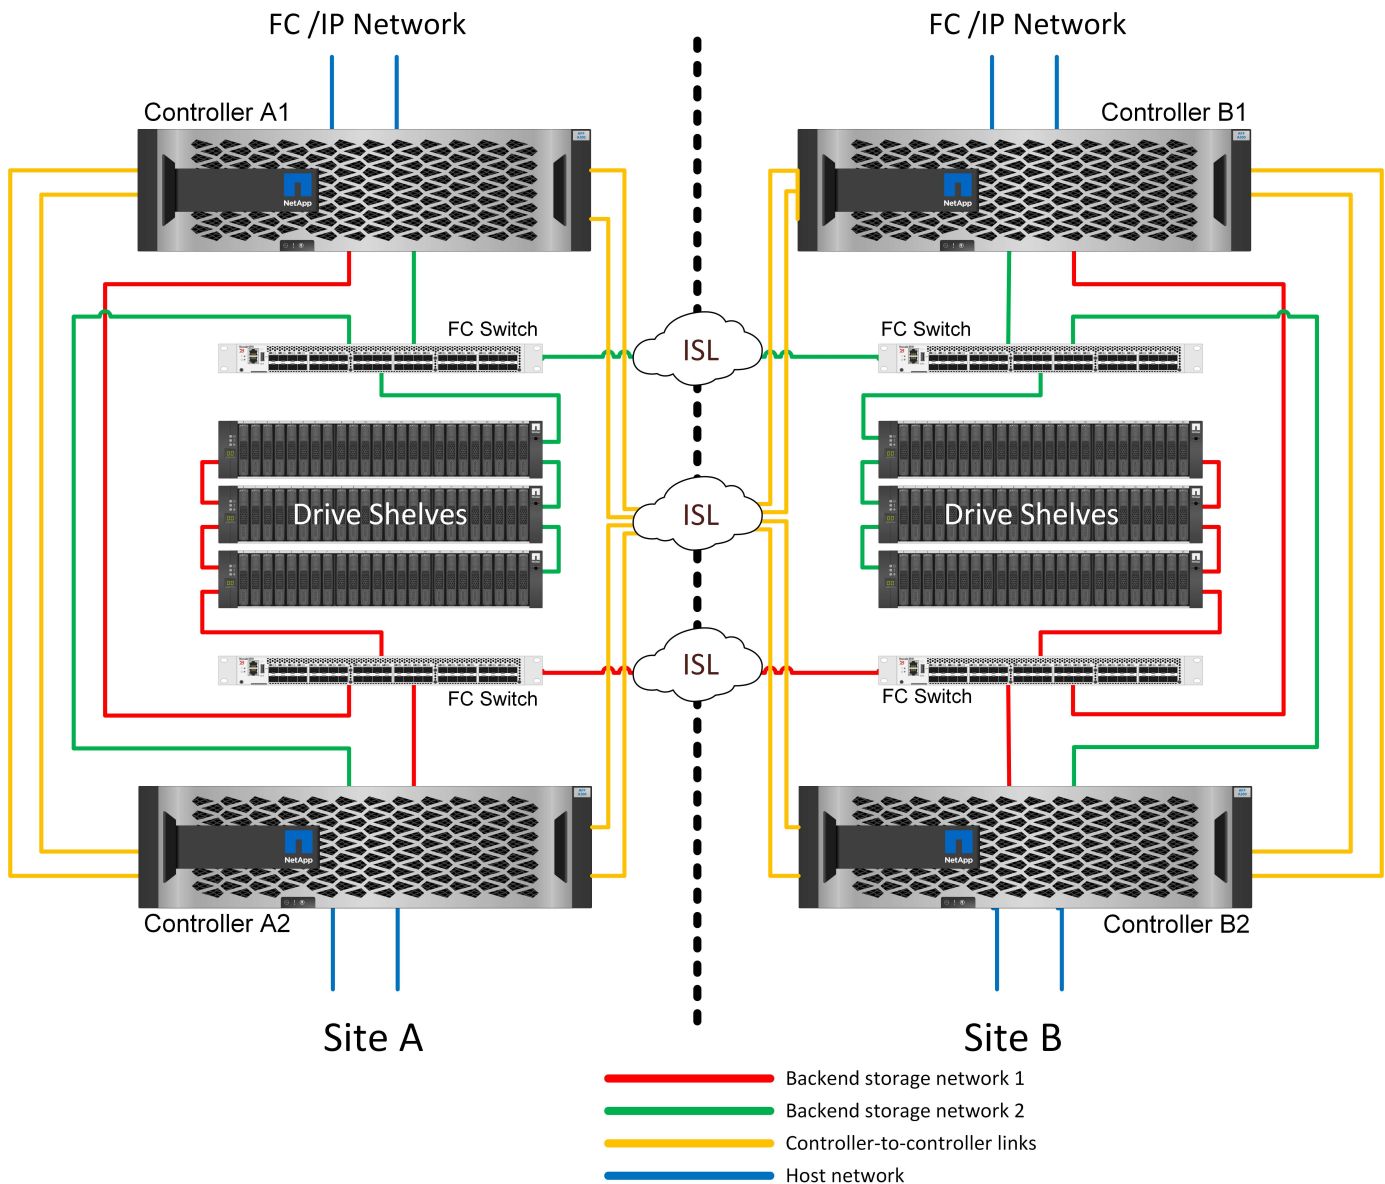 FC /IP Network
FC /IP Network
Controller A1
Controller B1
NetApp
NetApp
FC Switch
ISL
FC Switch
Drive Shelves
ISL
Drive Shelves
ISL
FC Switch
FC Switch
NetApp
NetApp
Controller A2
Controller B2
Site A
Site B
Backend storage network 1
Backend storage network 2
Controller-to-controller links
Host network